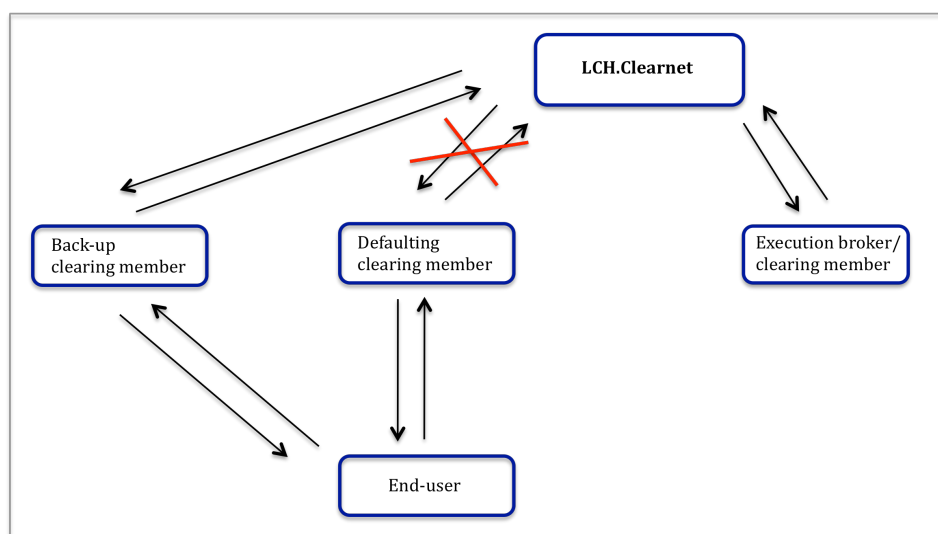 LCH.Clearnet
Back-up
clearing member
Defaulting
clearing member
Execution broker/
clearing member
End-user